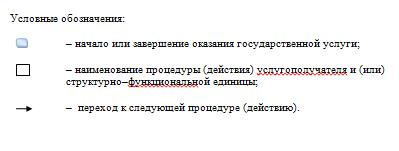 Условные обозначения:
– начало или завершение оказания государственной услуги;
– наименование процедуры (действия) услугополучателя и (или)
структурно–функциональной единицы;
– переход к следующей процедуре (действию).